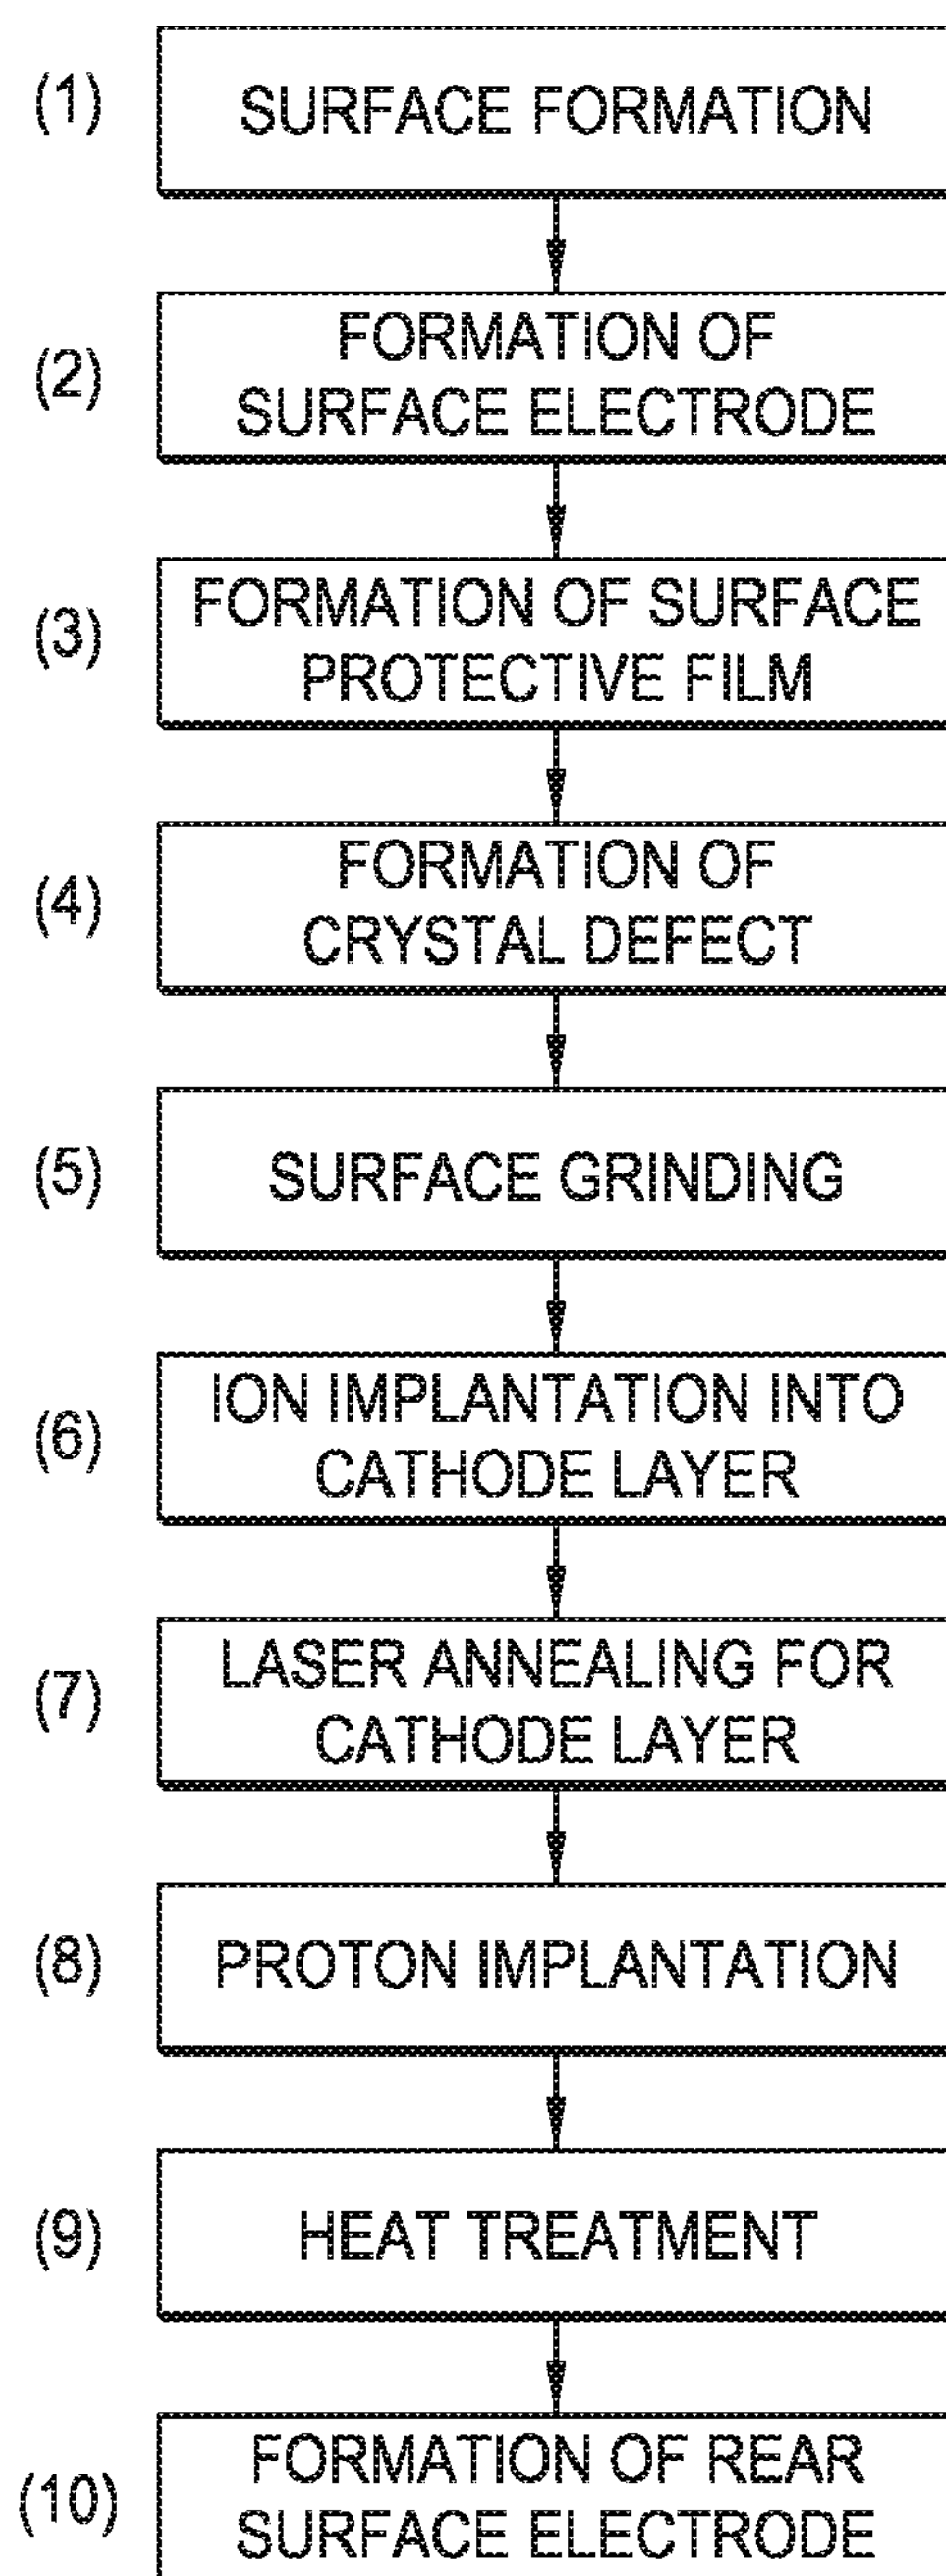 (1) SURFACE FORMATION
(2) FORMATION OF
SURFACE ELECTRODE
(3) FORMATION OF SURFACE
PROTECTIVE FILM
(4) FORMATION OF
CRYSTAL DEFECT
(5) SURFACE GRINDING
(6) ION IMPLANTATION INTO
CATHODE LAYER
(7) LASER ANNEALING FOR
CATHODE LAYER
(8) PROTON IMPLANTATION
(9) HEAT TREATMENT
(10) FORMATION OF REAR
SURFACE ELECTRODE